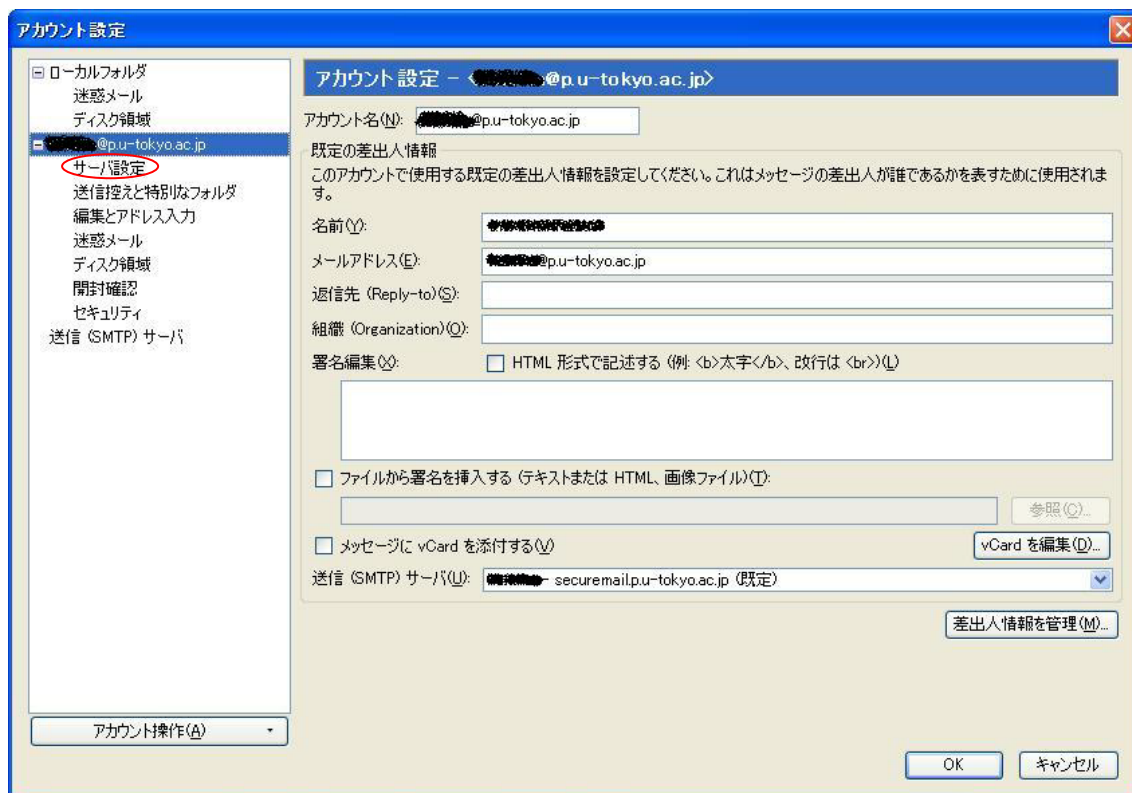 アカウント設定
ローカルフォルダ
迷惑メール
ディスク領域
@p.u-tokyo.ac.jp
サーバ設定
送信控えと特別なフォルダ
編集とアドレス入力
迷惑メール
ディスク領域
開封確認
セキュリティ
送信 (SMTP) サーバ
アカウント操作(A)
アカウント設定 - < @p.u-tokyo.ac.jp>
アカウント名(N): @p.u-tokyo.ac.jp
既定の差出人情報
このアカウントで使用する既定の差出人情報を設定してください。これはメッセージの差出人が誰であるかを表すために使用されま
す。
名前(Y):
メールアドレス(E): @p.u-tokyo.ac.jp
返信先 (Reply-to)(S):
組織 (Organization)(O):
署名編集(X): HTML 形式で記述する (例: <b>太字</b>、改行は <br>)(L)
ファイルから署名を挿入する (テキストまたは HTML、画像ファイル)(T):
参照(C)...
メッセージに vCard を添付する(V) vCard を編集(D)...
送信 (SMTP) サーバ(U): - securemail.p.u-tokyo.ac.jp (既定)
差出人情報を管理(M)...
OK キャンセル